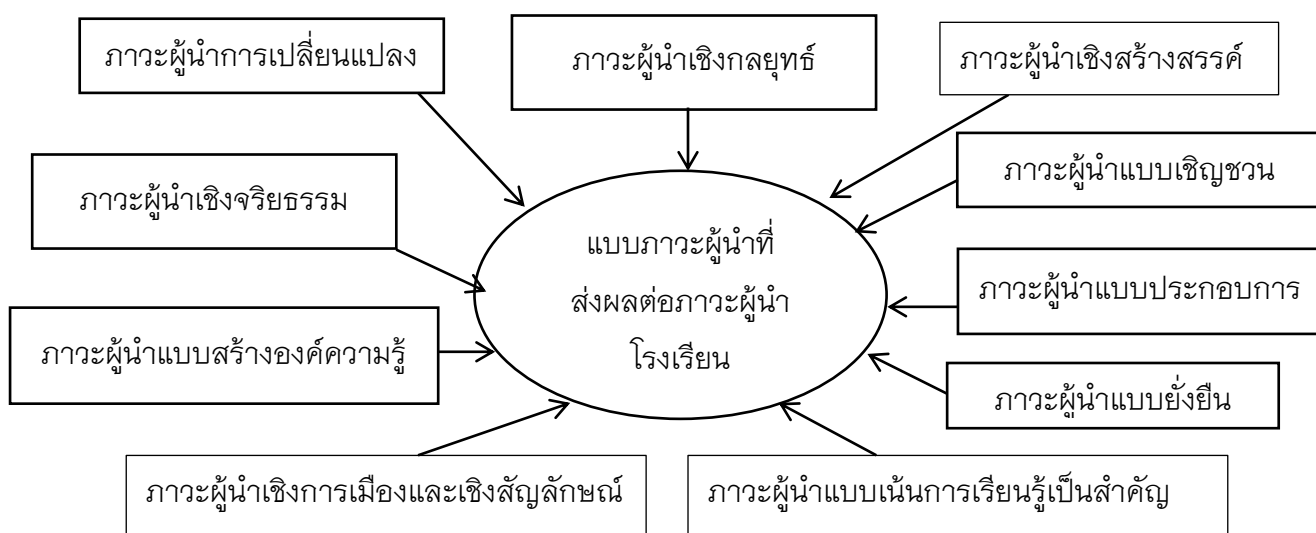 ภาวะผู้นำการเปลี่ยนแปลง
ภาวะผู้นำเชิงกลยุทธ์
ภาวะผู้นำเชิงสร้างสรรค์
ภาวะผู้นำแบบเชิญชวน
ภาวะผู้นำเชิงจริยธรรม
แบบภาวะผู้นำที่
ส่งผลต่อภาวะผู้นำ
โรงเรียน
ภาวะผู้นำแบบประกอบการ
ภาวะผู้นำแบบสร้างองค์ความรู้
ภาวะผู้นำแบบยั่งยืน
ภาวะผู้นำเชิงการเมืองและเชิงสัญลักษณ์
ภาวะผู้นำแบบเน้นการเรียนรู้เป็นสำคัญ